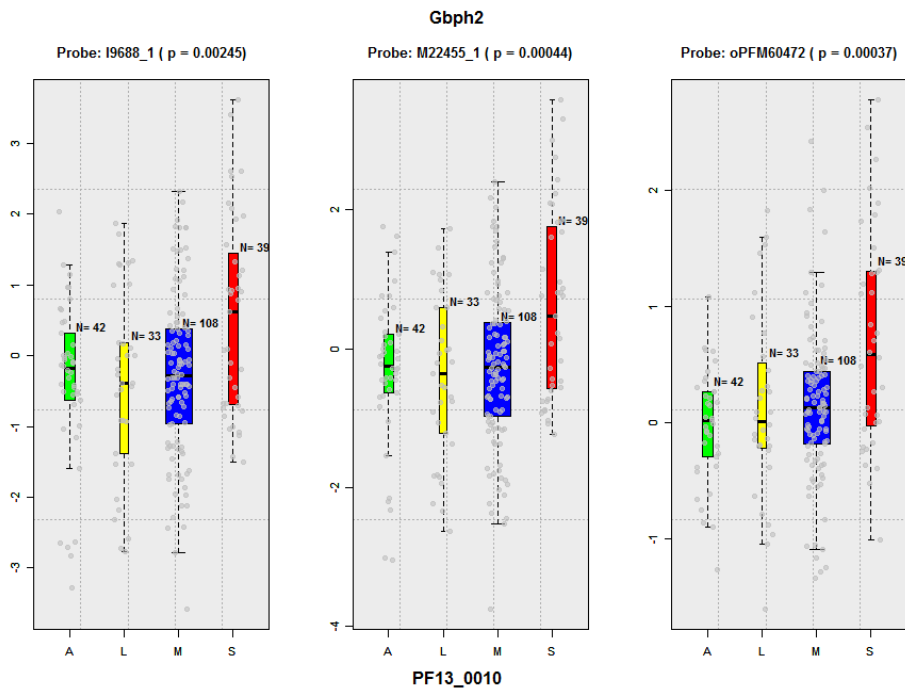 Gbph2
Probe: I9688_1 ( p = 0.00245)
Probe: M22455_1 ( p = 0.00044)
Probe: oPFM60472 ( p = 0.00037)
3
2
1
0
-1
-2
-3
N= 42
N= 33
N= 108
N= 39
A L M S
2
0
-2
-4
N= 42
N= 33
N= 108
N= 39
A L M S
2
1
0
-1
N= 42
N= 33
N= 108
N= 39
A L M S
PF13_0010